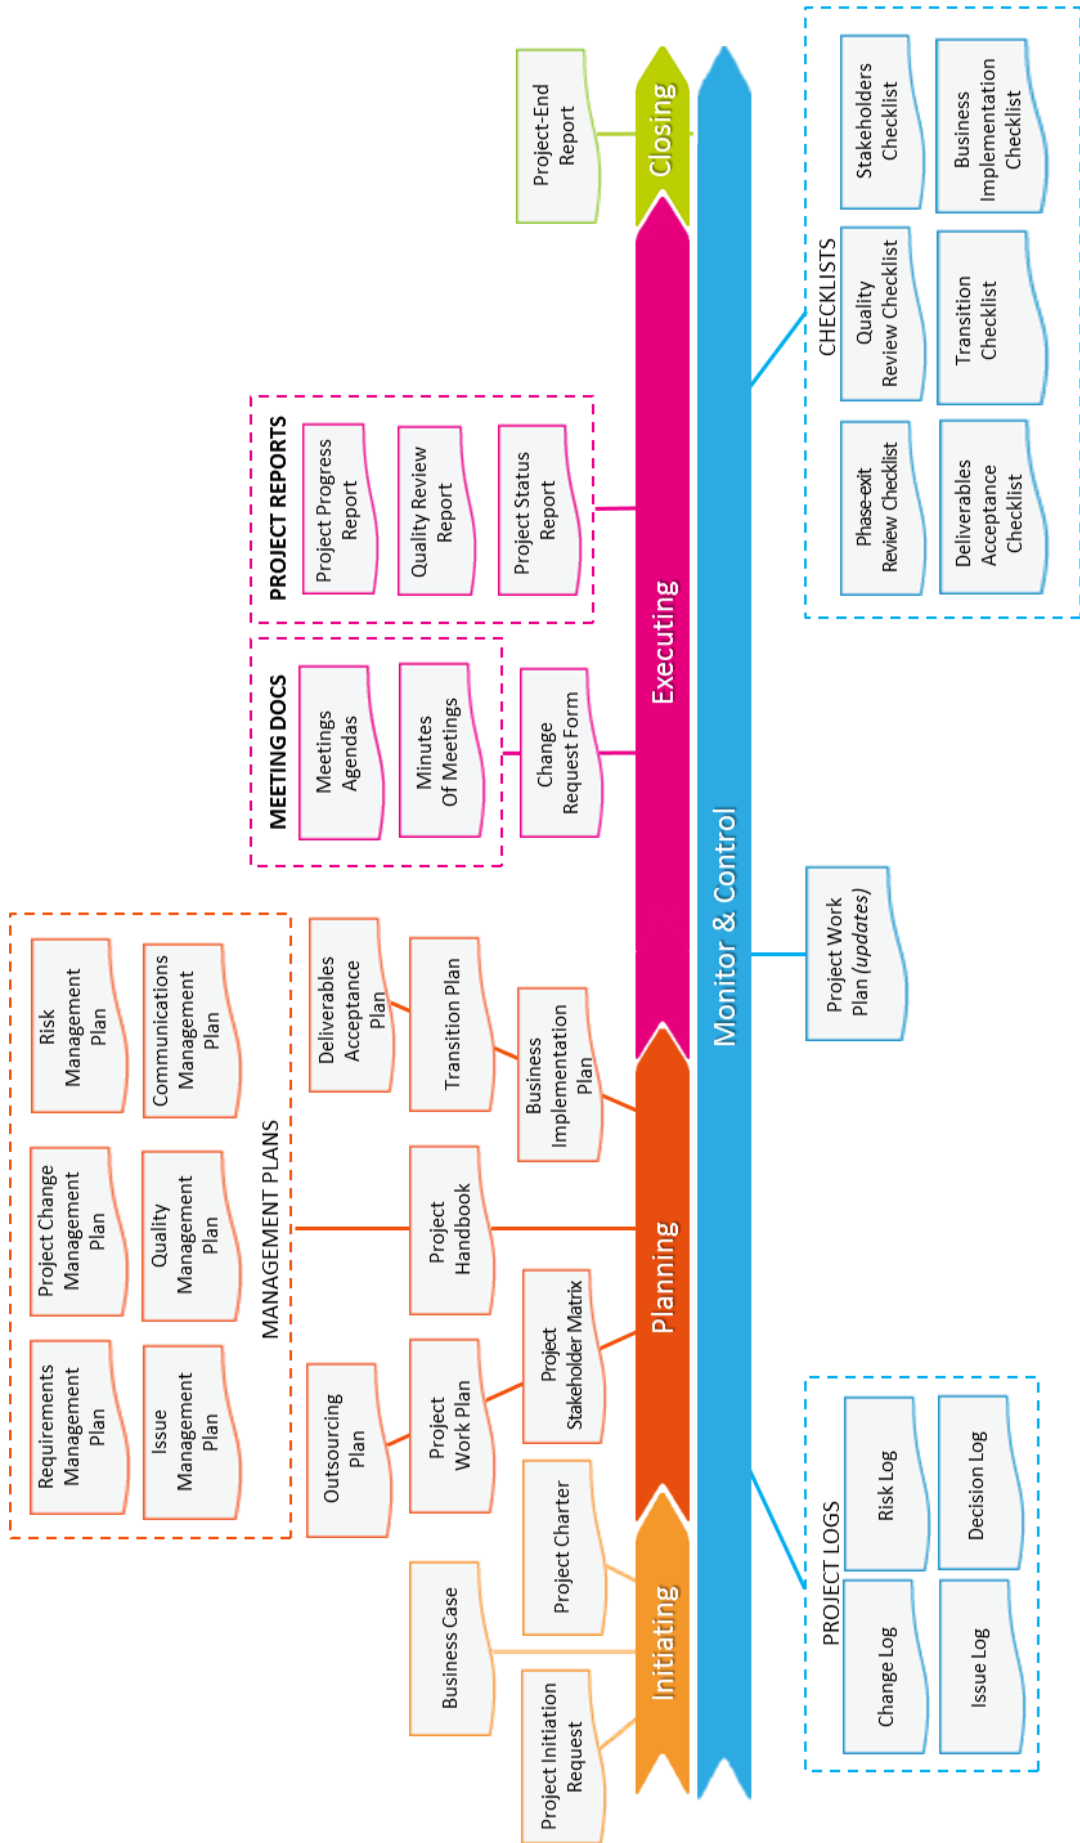 Requirements
Management
Plan
Project Change
Management
Plan
Risk
Management
Plan
Issue
Management
Plan
Quality
Management
Plan
Communications
Management
Plan
MANAGEMENT PLANS
MEETING DOCS
Meetings
Agendas
Minutes
Of Meetings
PROJECT REPORTS
Project Progress
Report
Quality Review
Report
Project Status
Report
Outsourcing
Plan
Deliverables
Acceptance
Plan
Business Case
Project
Work Plan
Project
Handbook
Transition Plan
Project Initiation
Request
Project Charter
Project
Stakeholder Matrix
Business
Implementation
Plan
Change
Request Form
Project-End
Report
Initiating
Planning
Executing
Closing
Monitor & Control
PROJECT LOGS
Change Log
Risk Log
Issue Log
Decision Log
Project Work
Plan (updates)
CHECKLISTS
Phase-exit
Review Checklist
Quality
Review Checklist
Stakeholders
Checklist
Deliverables
Acceptance
Checklist
Transition
Checklist
Business
Implementation
Checklist